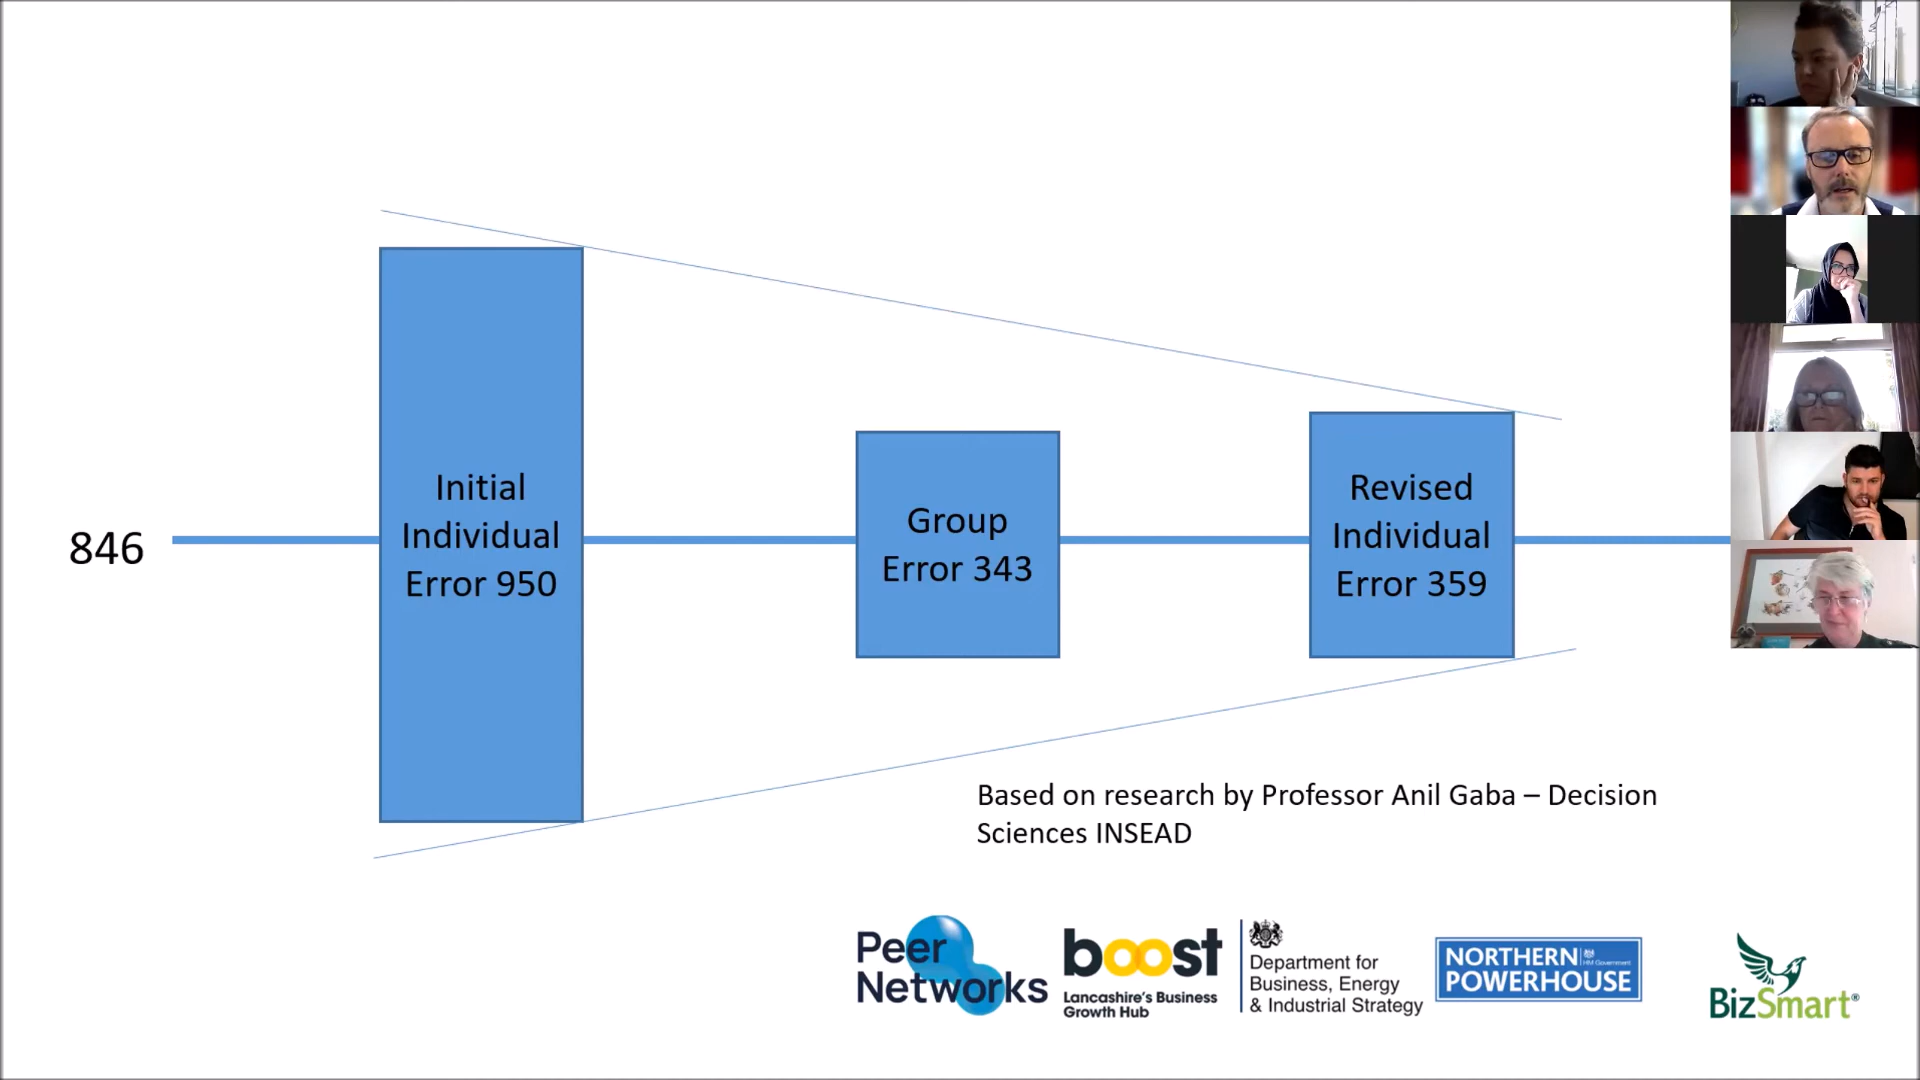 846
Initial
Individual
Error 950
Group
Error 343
Revised
Individual
Error 359
Based on research by Professor Anil Gaba – Decision
Sciences INSEAD
Peer
Networks
boost
Lancashire's Business
Growth Hub
Department for
Business, Energy
& Industrial Strategy
NORTHERN
HM Government
POWERHOUSE
BizSmart®